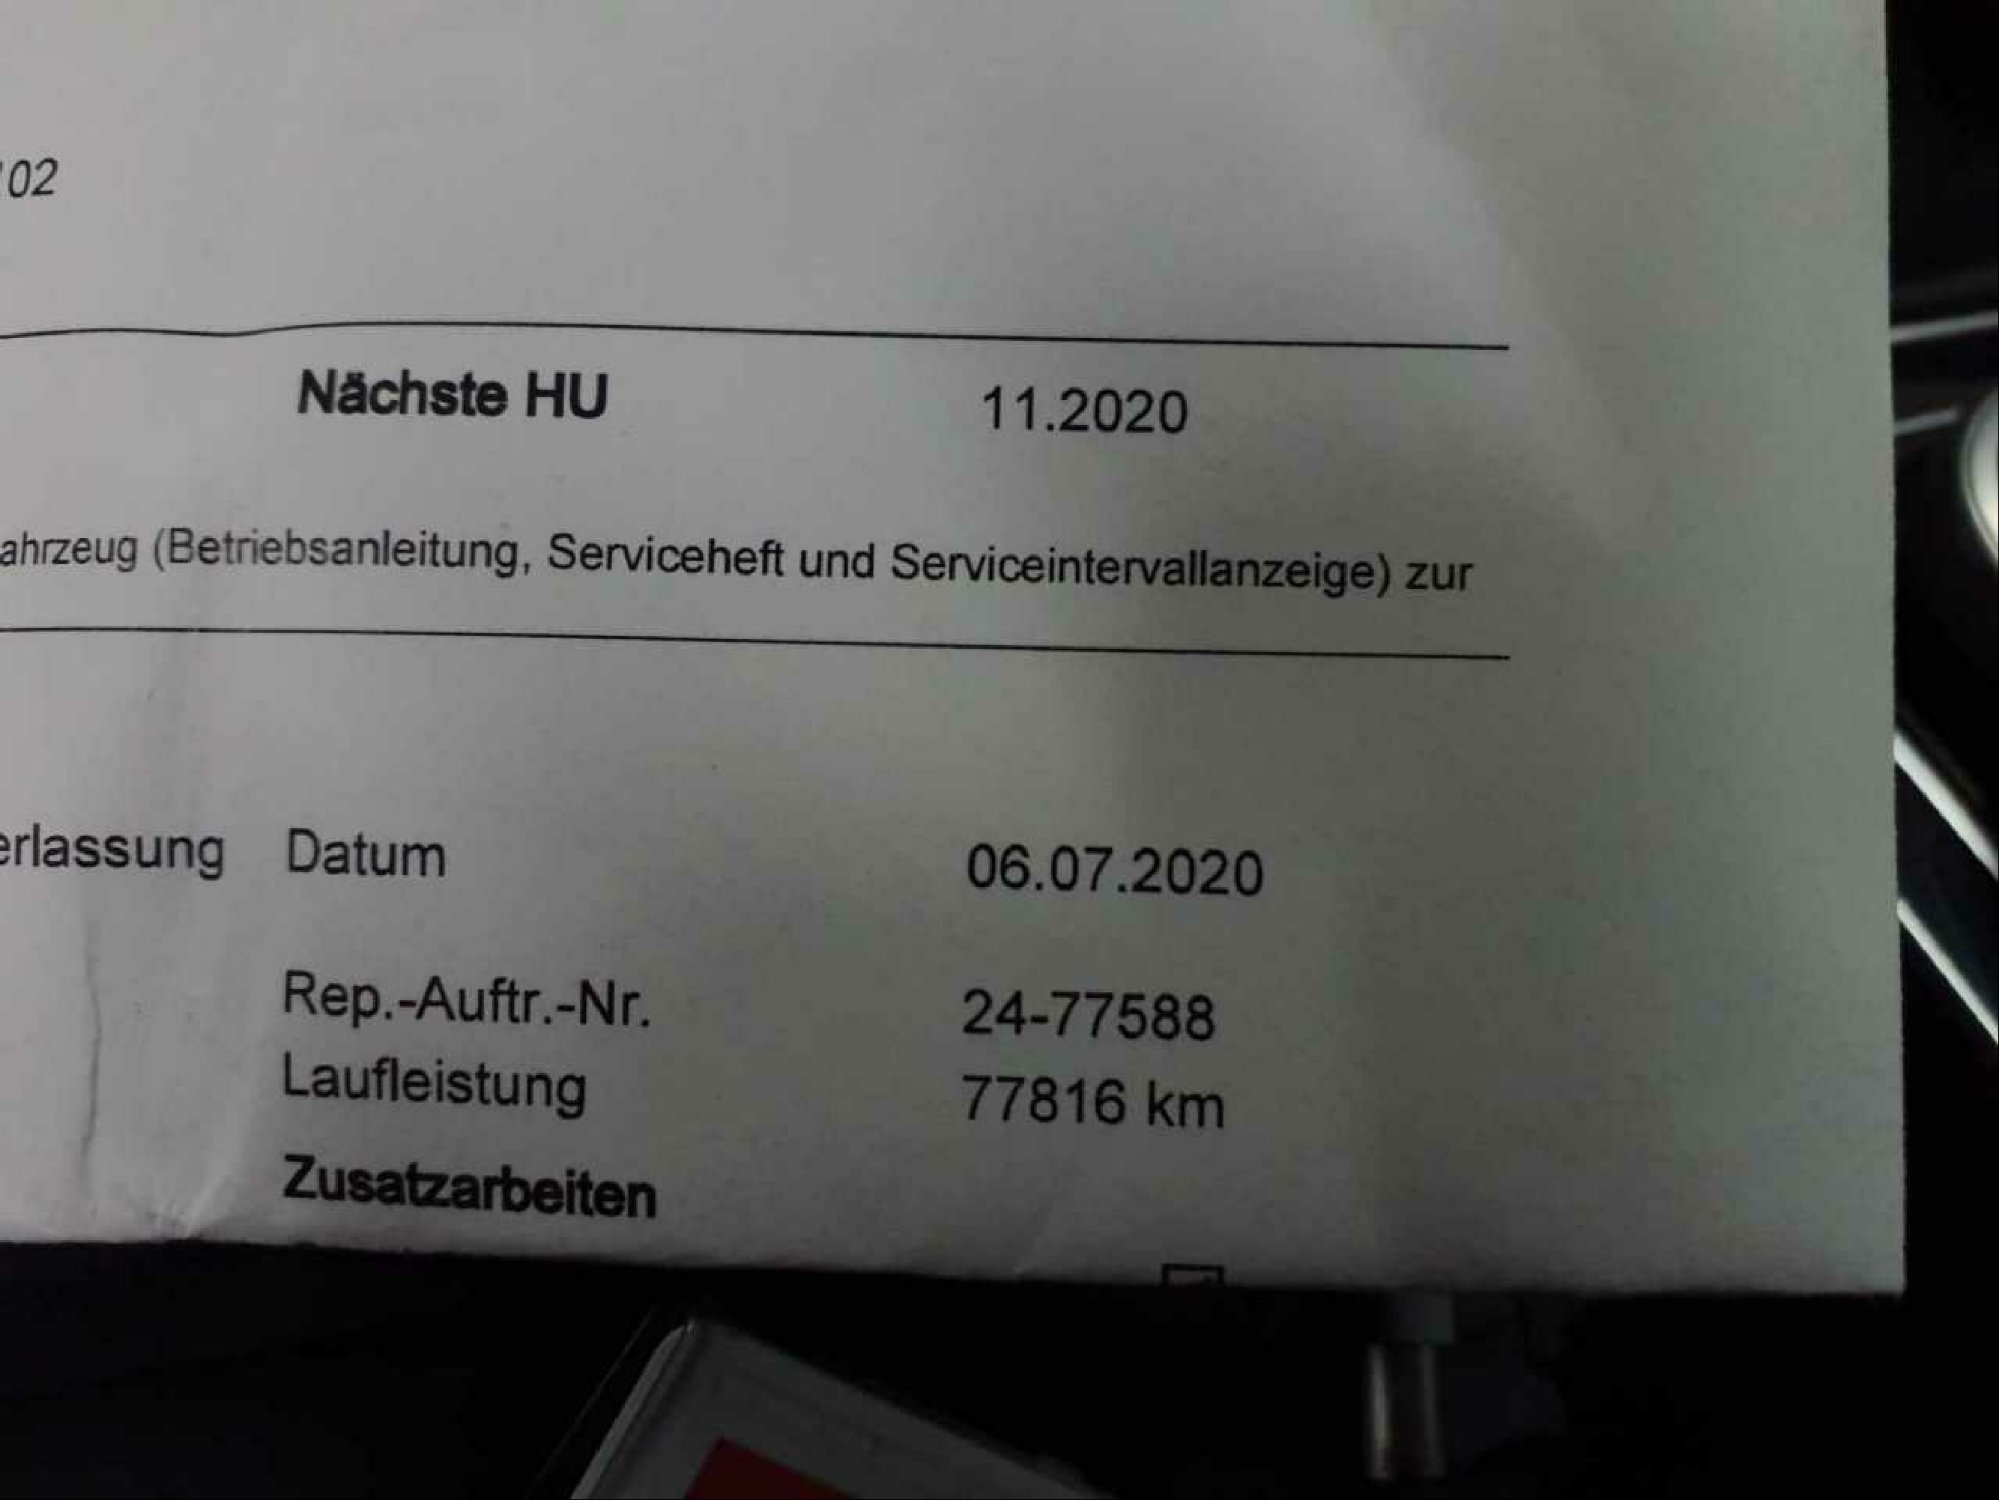 02
Nächste HU 11.2020
ahrzeug (Betriebsanleitung, Serviceheft und Serviceintervallanzeige) zur
erlassung Datum 06.07.2020
Rep.-Auftr.-Nr. 24-77588
Laufleistung 77816 km
Zusatzarbeiten